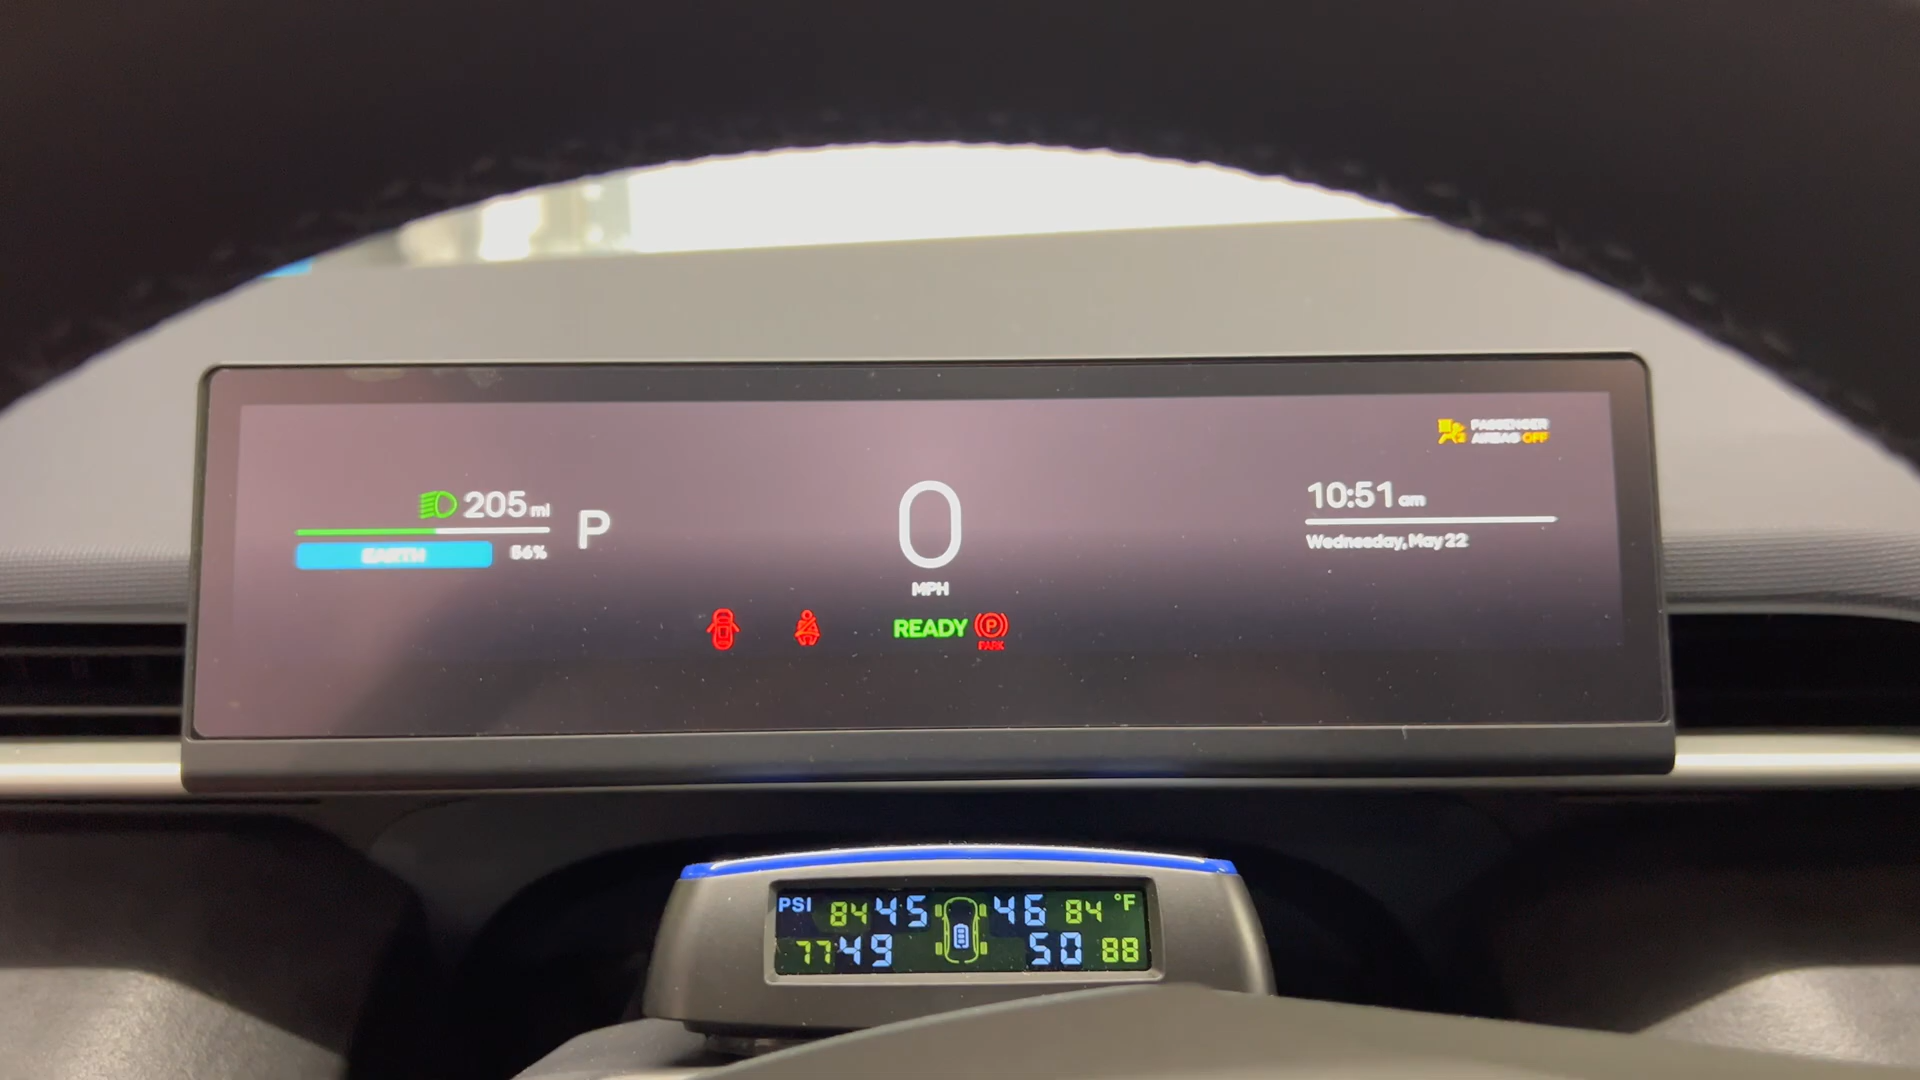 PASSENGER
AIRBAG OFF
205 mi
P
0
10:51 am
EARTH
56%
MPH
Wednesday, May 22
READY
P
PARK
PSI 84 45 46 84 °F
77 49 50 88